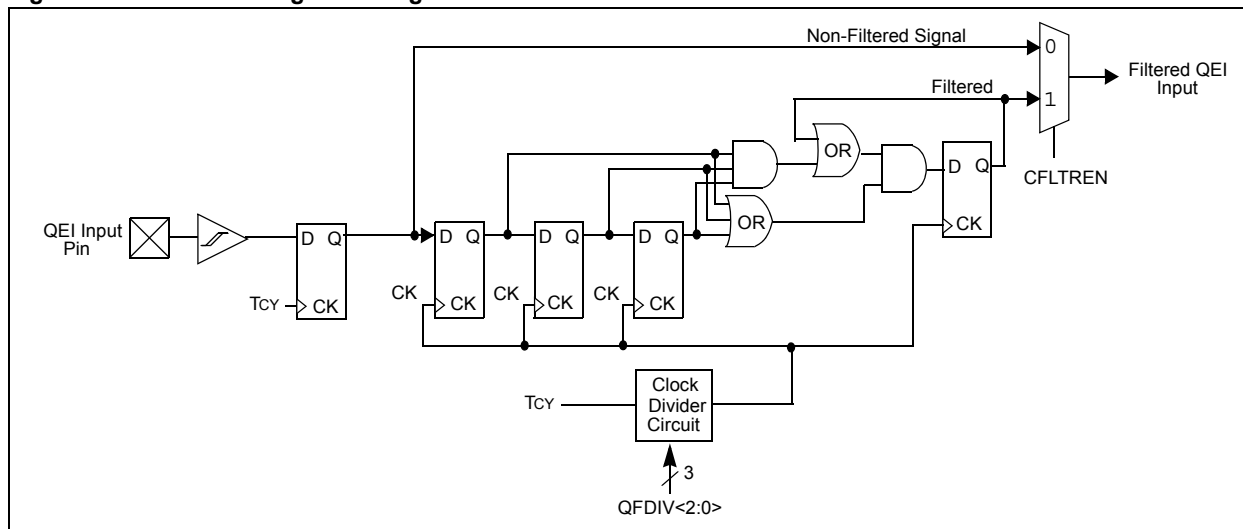 Non-Filtered Signal
0
Filtered QEI
Input
Filtered
1
OR
D Q
CFLTREN
OR
CK
QEI Input
Pin
D Q
D Q
D Q
D Q
TCY
CK
CK
CK
CK
CK
CK
CK
Clock
Divider
Circuit
TCY
3
QFDIV<2:0>